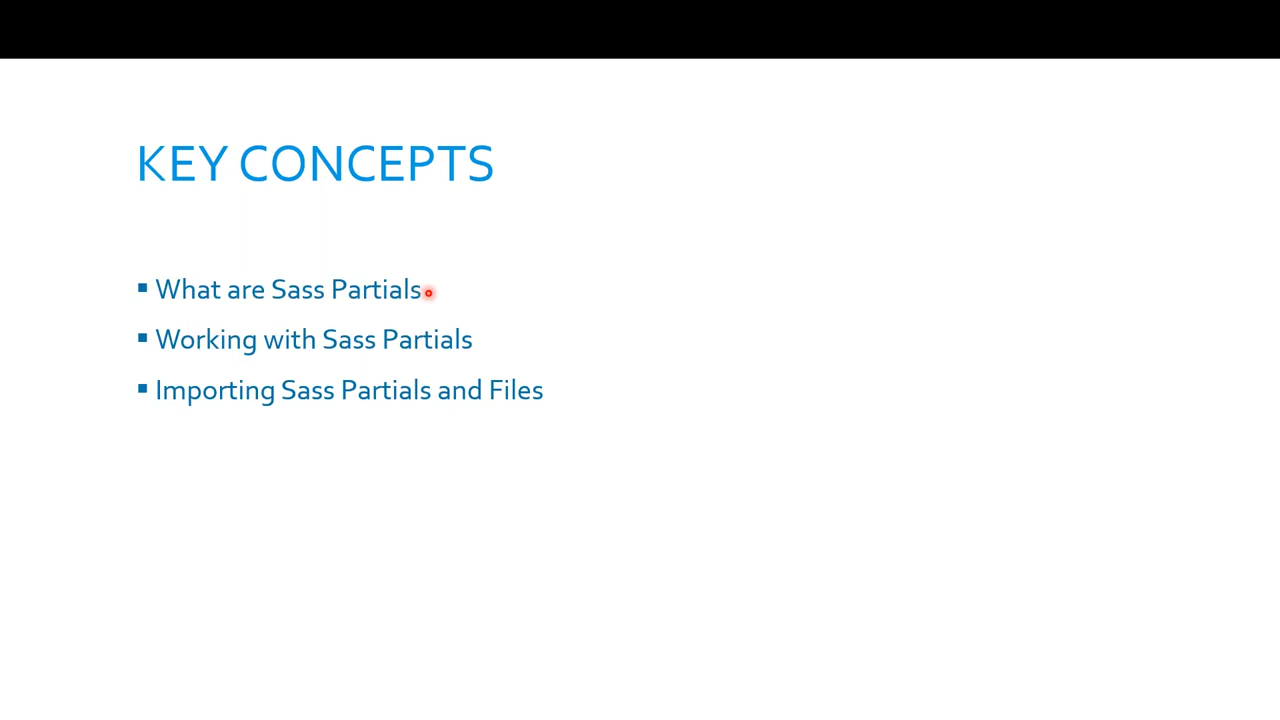 KEY CONCEPTS
▪ What are Sass Partials
▪ Working with Sass Partials
▪ Importing Sass Partials and Files